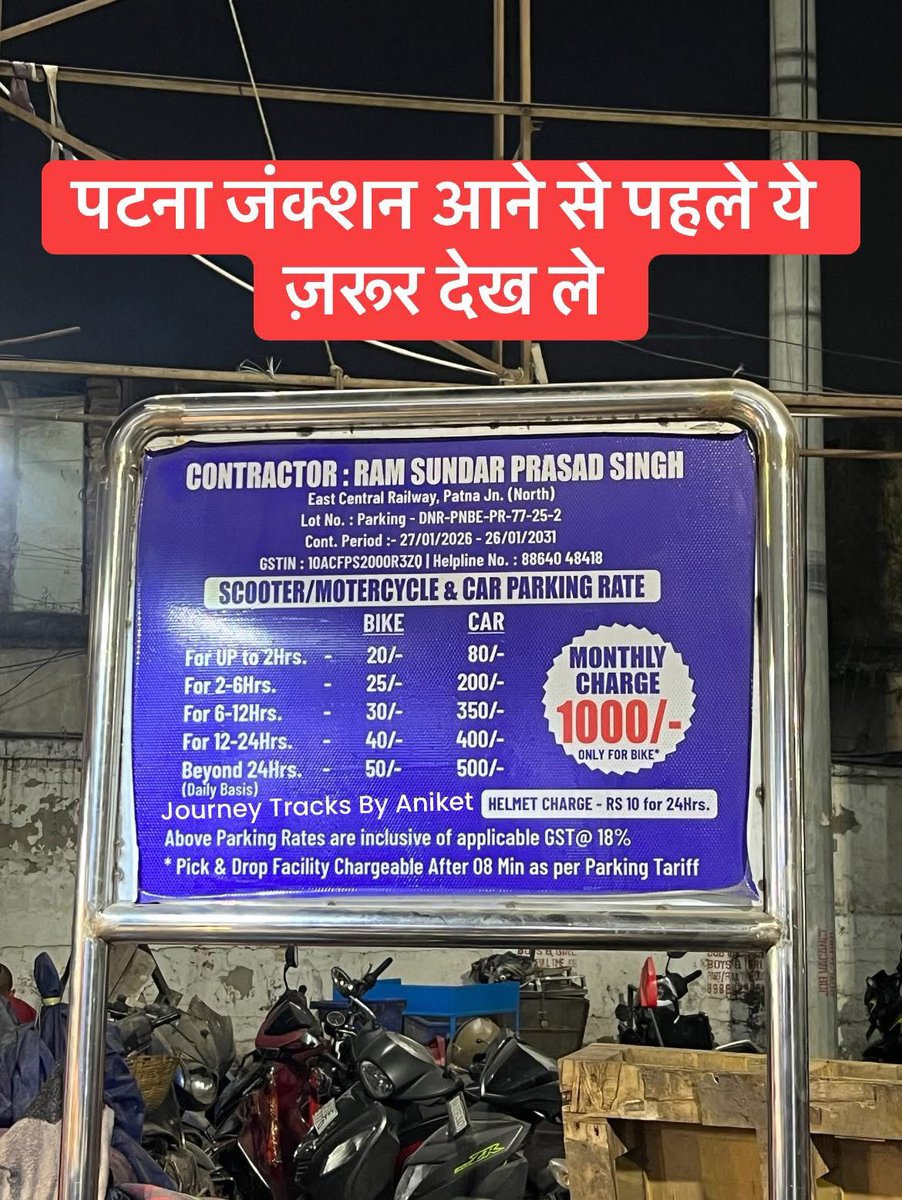 पटना जंक्शन आने से पहले ये
ज़रूर देख ले
CONTRACTOR : RAM SUNDAR PRASAD SINGH
East Central Railway, Patna Jn. (North)
Lot No. : Parking - DNR-PNBE-PR-77-25-2
Cont. Period :- 27/01/2026 - 26/01/2031
GSTIN : 10ACFPS2000R3ZQ | Helpline No. : 88640 48418
SCOOTER/MOTERCYCLE & CAR PARKING RATE
BIKE CAR
For UP to 2Hrs. - 20/- 80/-
For 2-6Hrs. - 25/- 200/-
For 6-12Hrs. - 30/- 350/-
For 12-24Hrs. - 40/- 400/-
Beyond 24Hrs. - 50/- 500/-
(Daily Basis)
MONTHLY
CHARGE
1000/-
ONLY FOR BIKE*
Journey Tracks By Aniket
HELMET CHARGE - RS 10 for 24Hrs.
Above Parking Rates are inclusive of applicable GST@ 18%
* Pick & Drop Facility Chargeable After 08 Min as per Parking Tariff